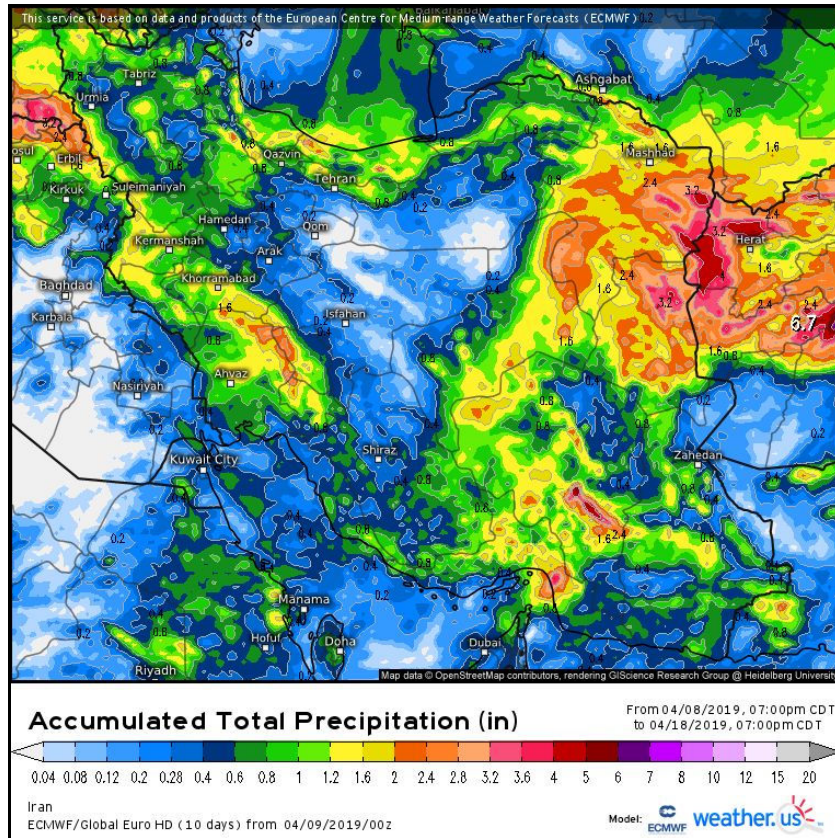 This service is based on data and products of the European Centre for Medium-range Weather Forecasts (ECMWF)
Tabriz
Urmia
Ashgabat
Mashhad
Erbil
Qazvin
Kirkuk
Suleimaniyah
Tehran
Hamedan
Qom
Kermanshah
Arak
Herat
Khorramabad
Baghdad
Karbala
Isfahan
6.7
Ahvaz
Nasiriyah
Shiraz
Zahedan
Kuwait City
Manama
Hofuf
Doha
Dubai
Riyadh
Map data © OpenStreetMap contributors, rendering GIScience Research Group @ Heidelberg University
Accumulated Total Precipitation (in)
From 04/08/2019, 07:00pm CDT
to 04/18/2019, 07:00pm CDT
0.04 0.08 0.12 0.2 0.28 0.4 0.6 0.8 1 1.2 1.6 2 2.4 2.8 3.2 3.6 4 5 6 7 8 10 12 15 20
Iran
ECMWF/Global Euro HD (10 days) from 04/09/2019/00z
Model: ECMWF weather.us